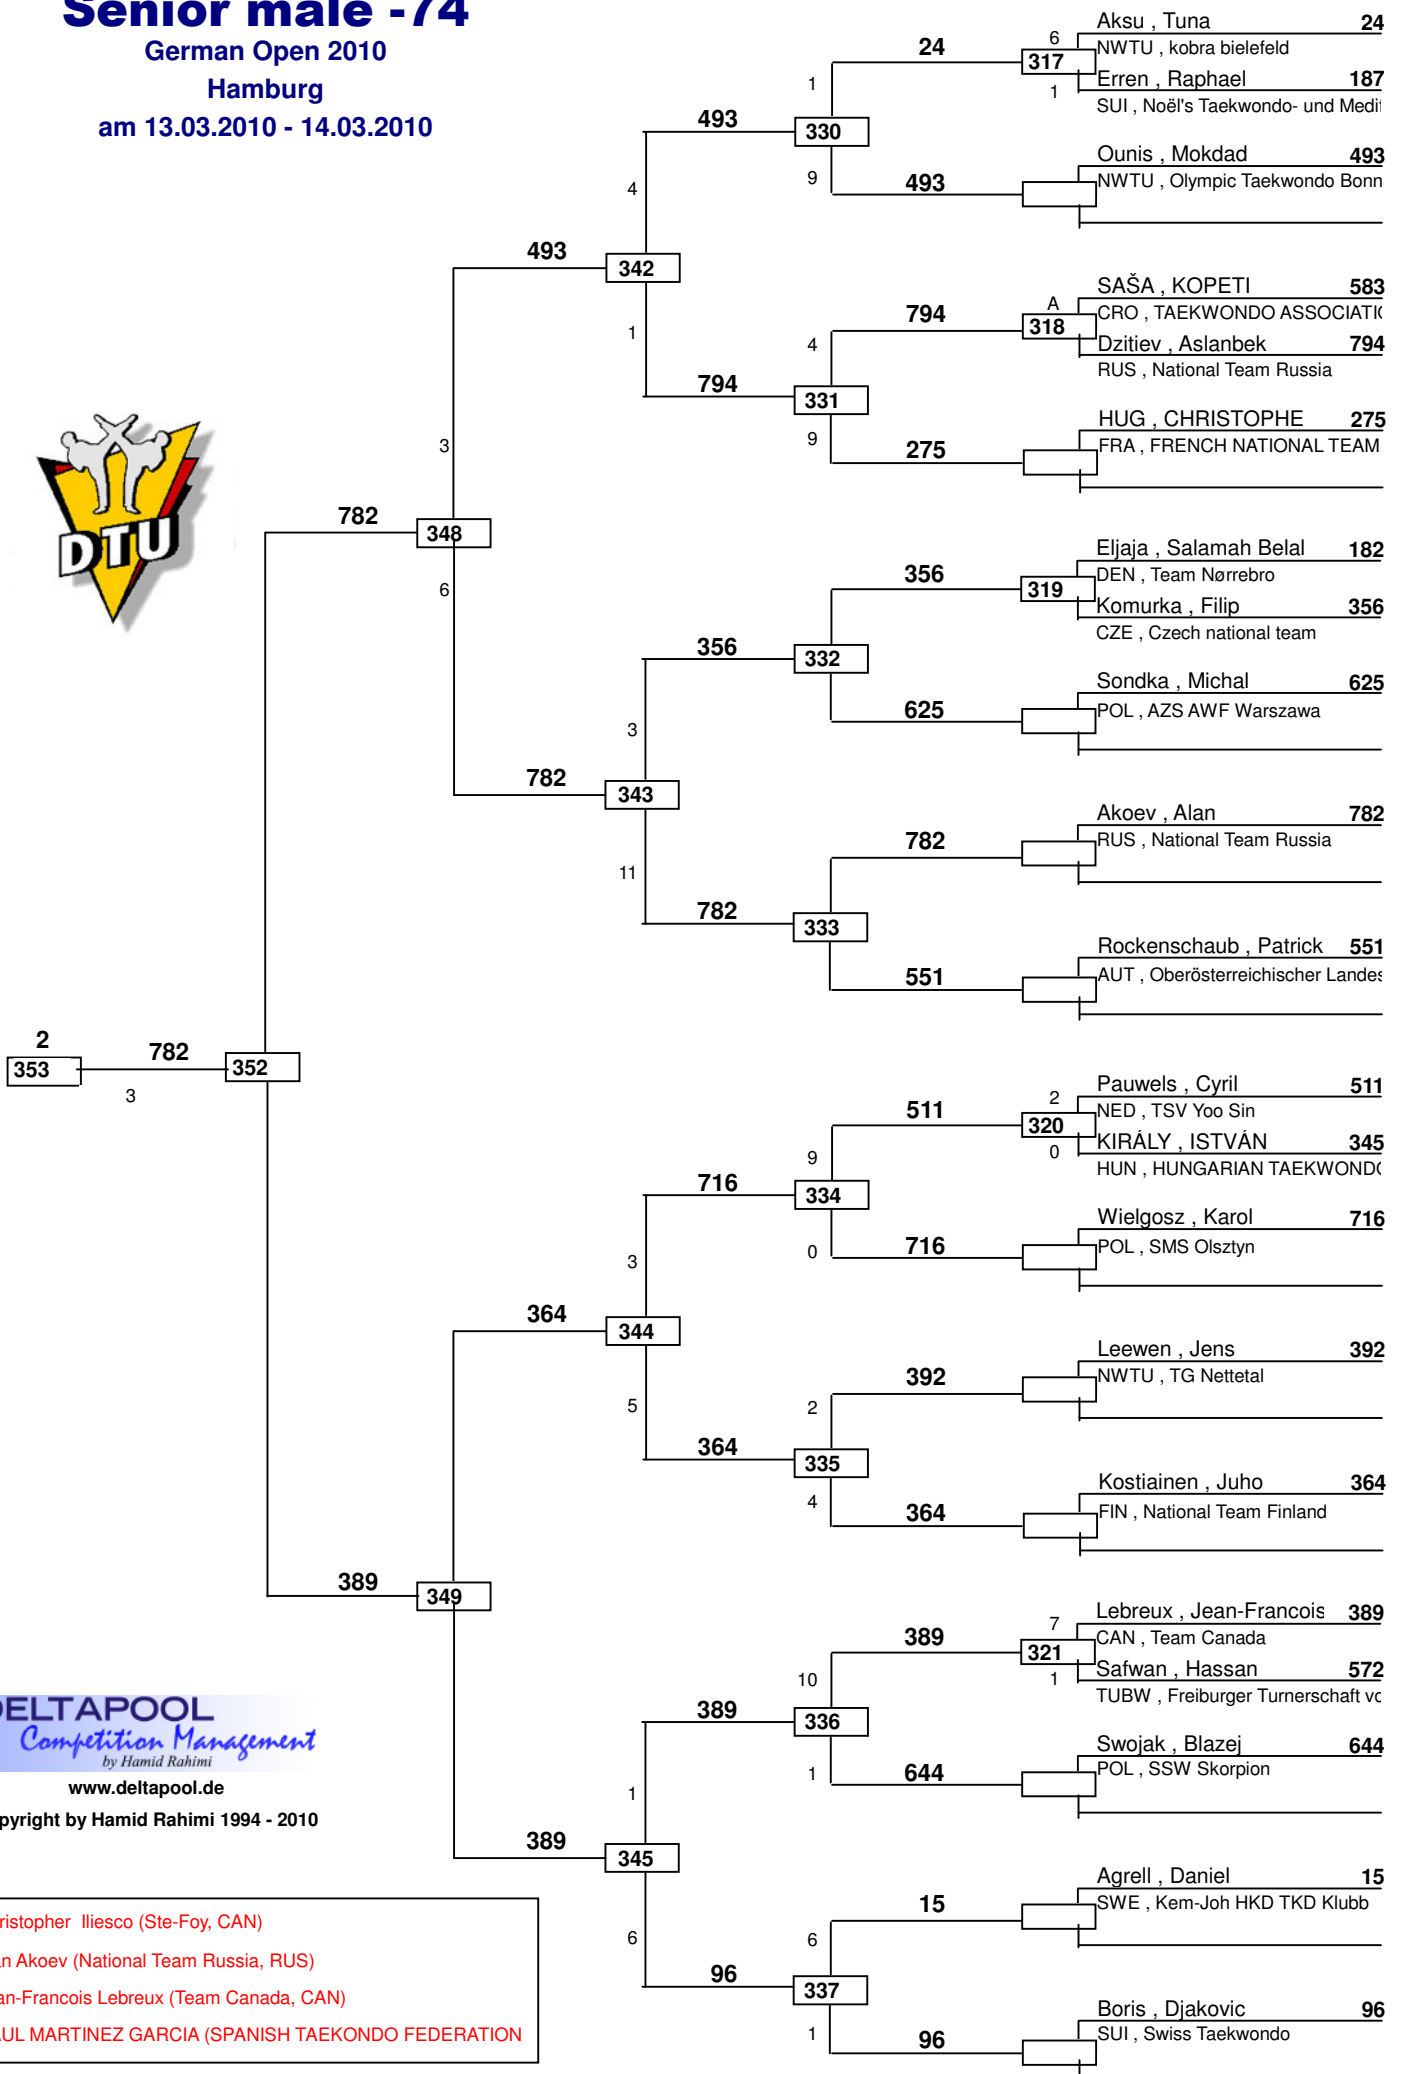 Senior male -74
German Open 2010
Hamburg
am 13.03.2010 - 14.03.2010
DTU
Aksu , Tuna 24
NWTU , kobra bielefeld
6
317
1
24
Erren , Raphael 187
SUI , Noël's Taekwondo- und Medit
1
330
9
493
Ounis , Mokdad 493
NWTU , Olympic Taekwondo Bonn
493
4
342
1
493
SAŠA , KOPETI 583
CRO , TAEKWONDO ASSOCIATIO
A
318
794
Dzitiev , Aslanbek 794
RUS , National Team Russia
4
331
9
794
HUG , CHRISTOPHE 275
FRA , FRENCH NATIONAL TEAM
275
3
348
6
782
Eljaja , Salamah Belal 182
DEN , Team Nørrebro
319
356
Komurka , Filip 356
CZE , Czech national team
356
332
Sondka , Michal 625
POL , AZS AWF Warszawa
625
3
343
11
782
Akoev , Alan 782
RUS , National Team Russia
782
782
333
Rockenschaub , Patrick 551
AUT , Oberösterreichischer Landes
551
2
353
782
3
352
Pauwels , Cyril 511
NED , TSV Yoo Sin
2
320
0
511
KIRÁLY , ISTVÁN 345
HUN , HUNGARIAN TAEKWONDO
9
334
0
716
Wielgosz , Karol 716
POL , SMS Olsztyn
716
3
344
5
364
Leewen , Jens 392
NWTU , TG Nettetal
392
2
335
4
364
Kostiainen , Juho 364
FIN , National Team Finland
364
389
349
Lebreux , Jean-Francois 389
CAN , Team Canada
7
321
1
389
Safwan , Hassan 572
TUBW , Freiburger Turnerschaft vo
10
336
1
389
Swojak , Blazej 644
POL , SSW Skorpion
644
1
345
6
389
Agrell , Daniel 15
SWE , Kem-Joh HKD TKD Klubb
15
6
337
1
96
Boris , Djakovic 96
SUI , Swiss Taekwondo
96
DELTAPOOL
Competition Management
by Hamid Rahimi
www.deltapool.de
pyright by Hamid Rahimi 1994 - 2010
ristopher Iliesco (Ste-Foy, CAN)
n Akoev (National Team Russia, RUS)
an-Francois Lebreux (Team Canada, CAN)
AUL MARTINEZ GARCIA (SPANISH TAEKONDO FEDERATION